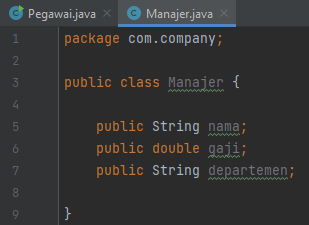 Pegawai.java Manajer.java
1 package com.company;
2
3 public class Manajer {
4
5 public String nama;
6 public double gaji;
7 public String departemen;
8
9 }